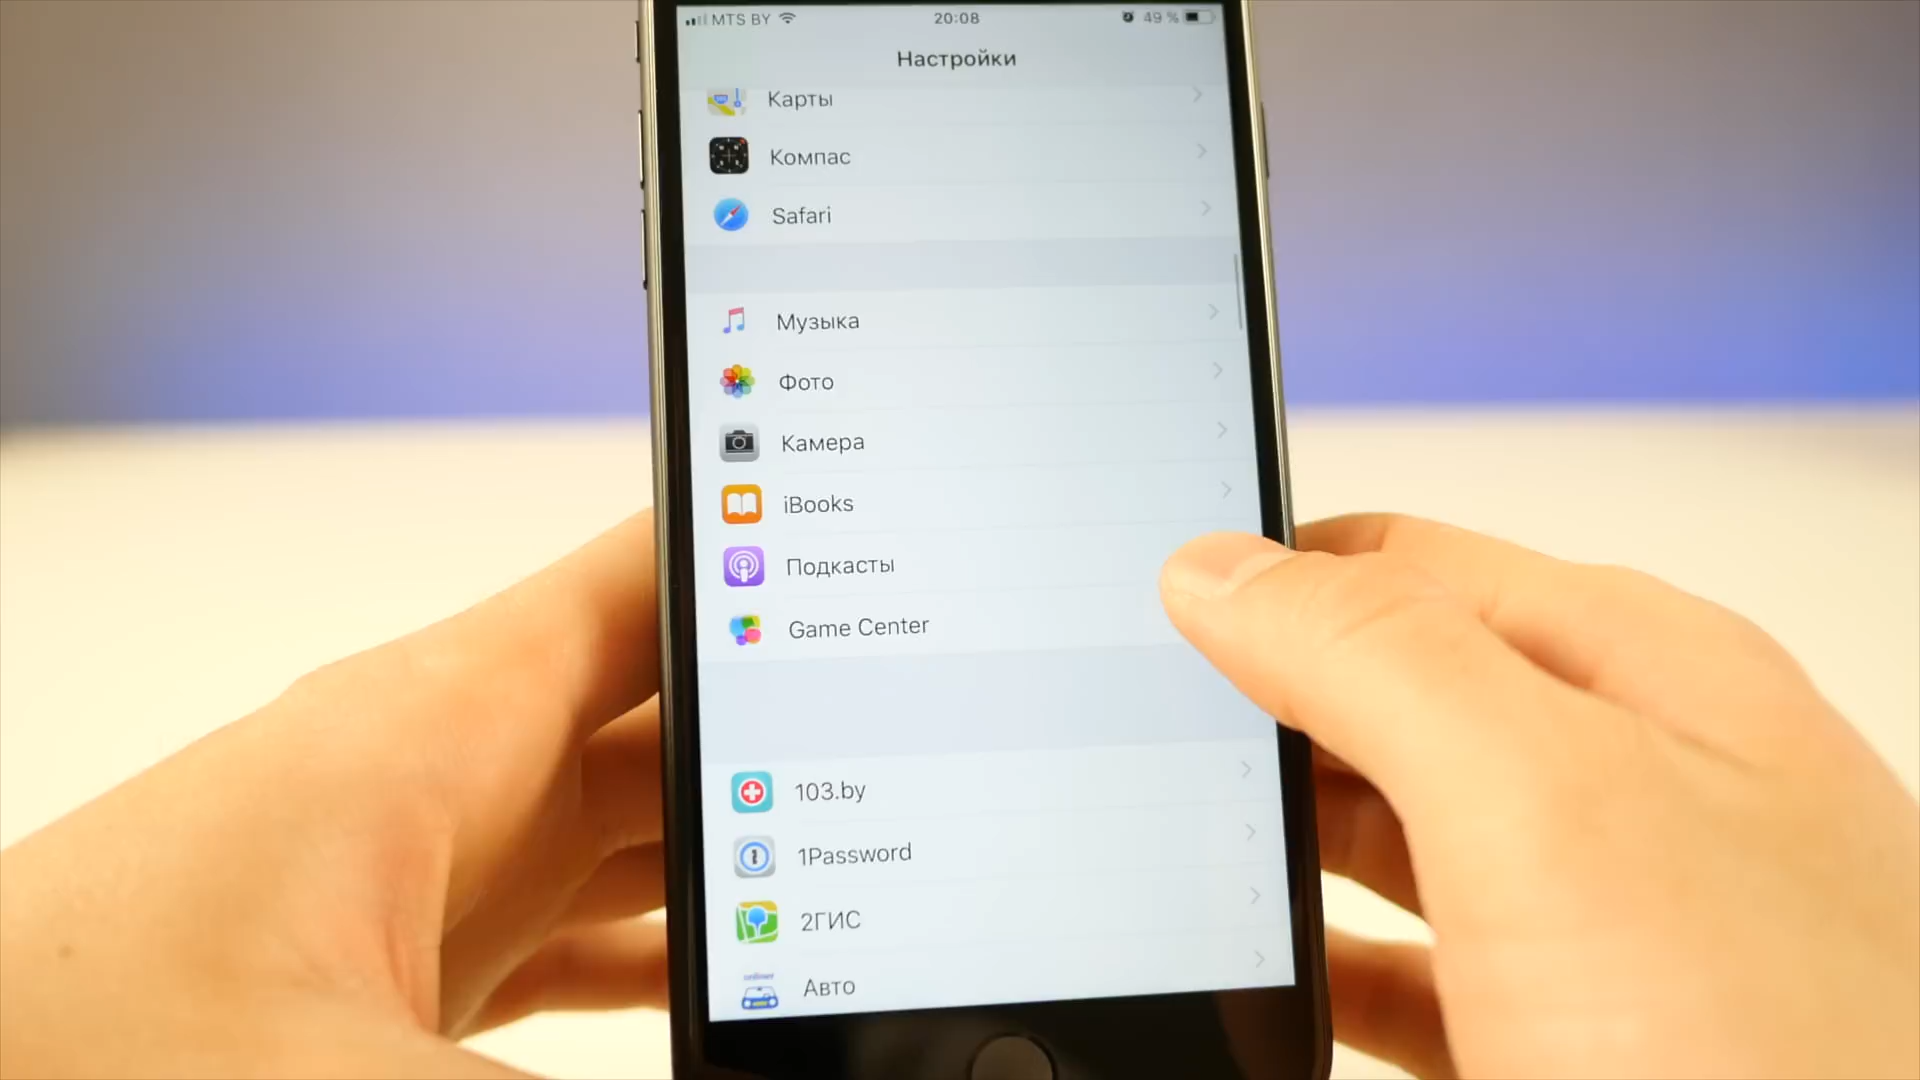 MTS BY 20:08 49 %
Настройки
Карты
Компас
Safari
Музыка
Фото
Камера
iBooks
Подкасты
Game Center
103.by
1Password
2ГИС
onliner
Авто